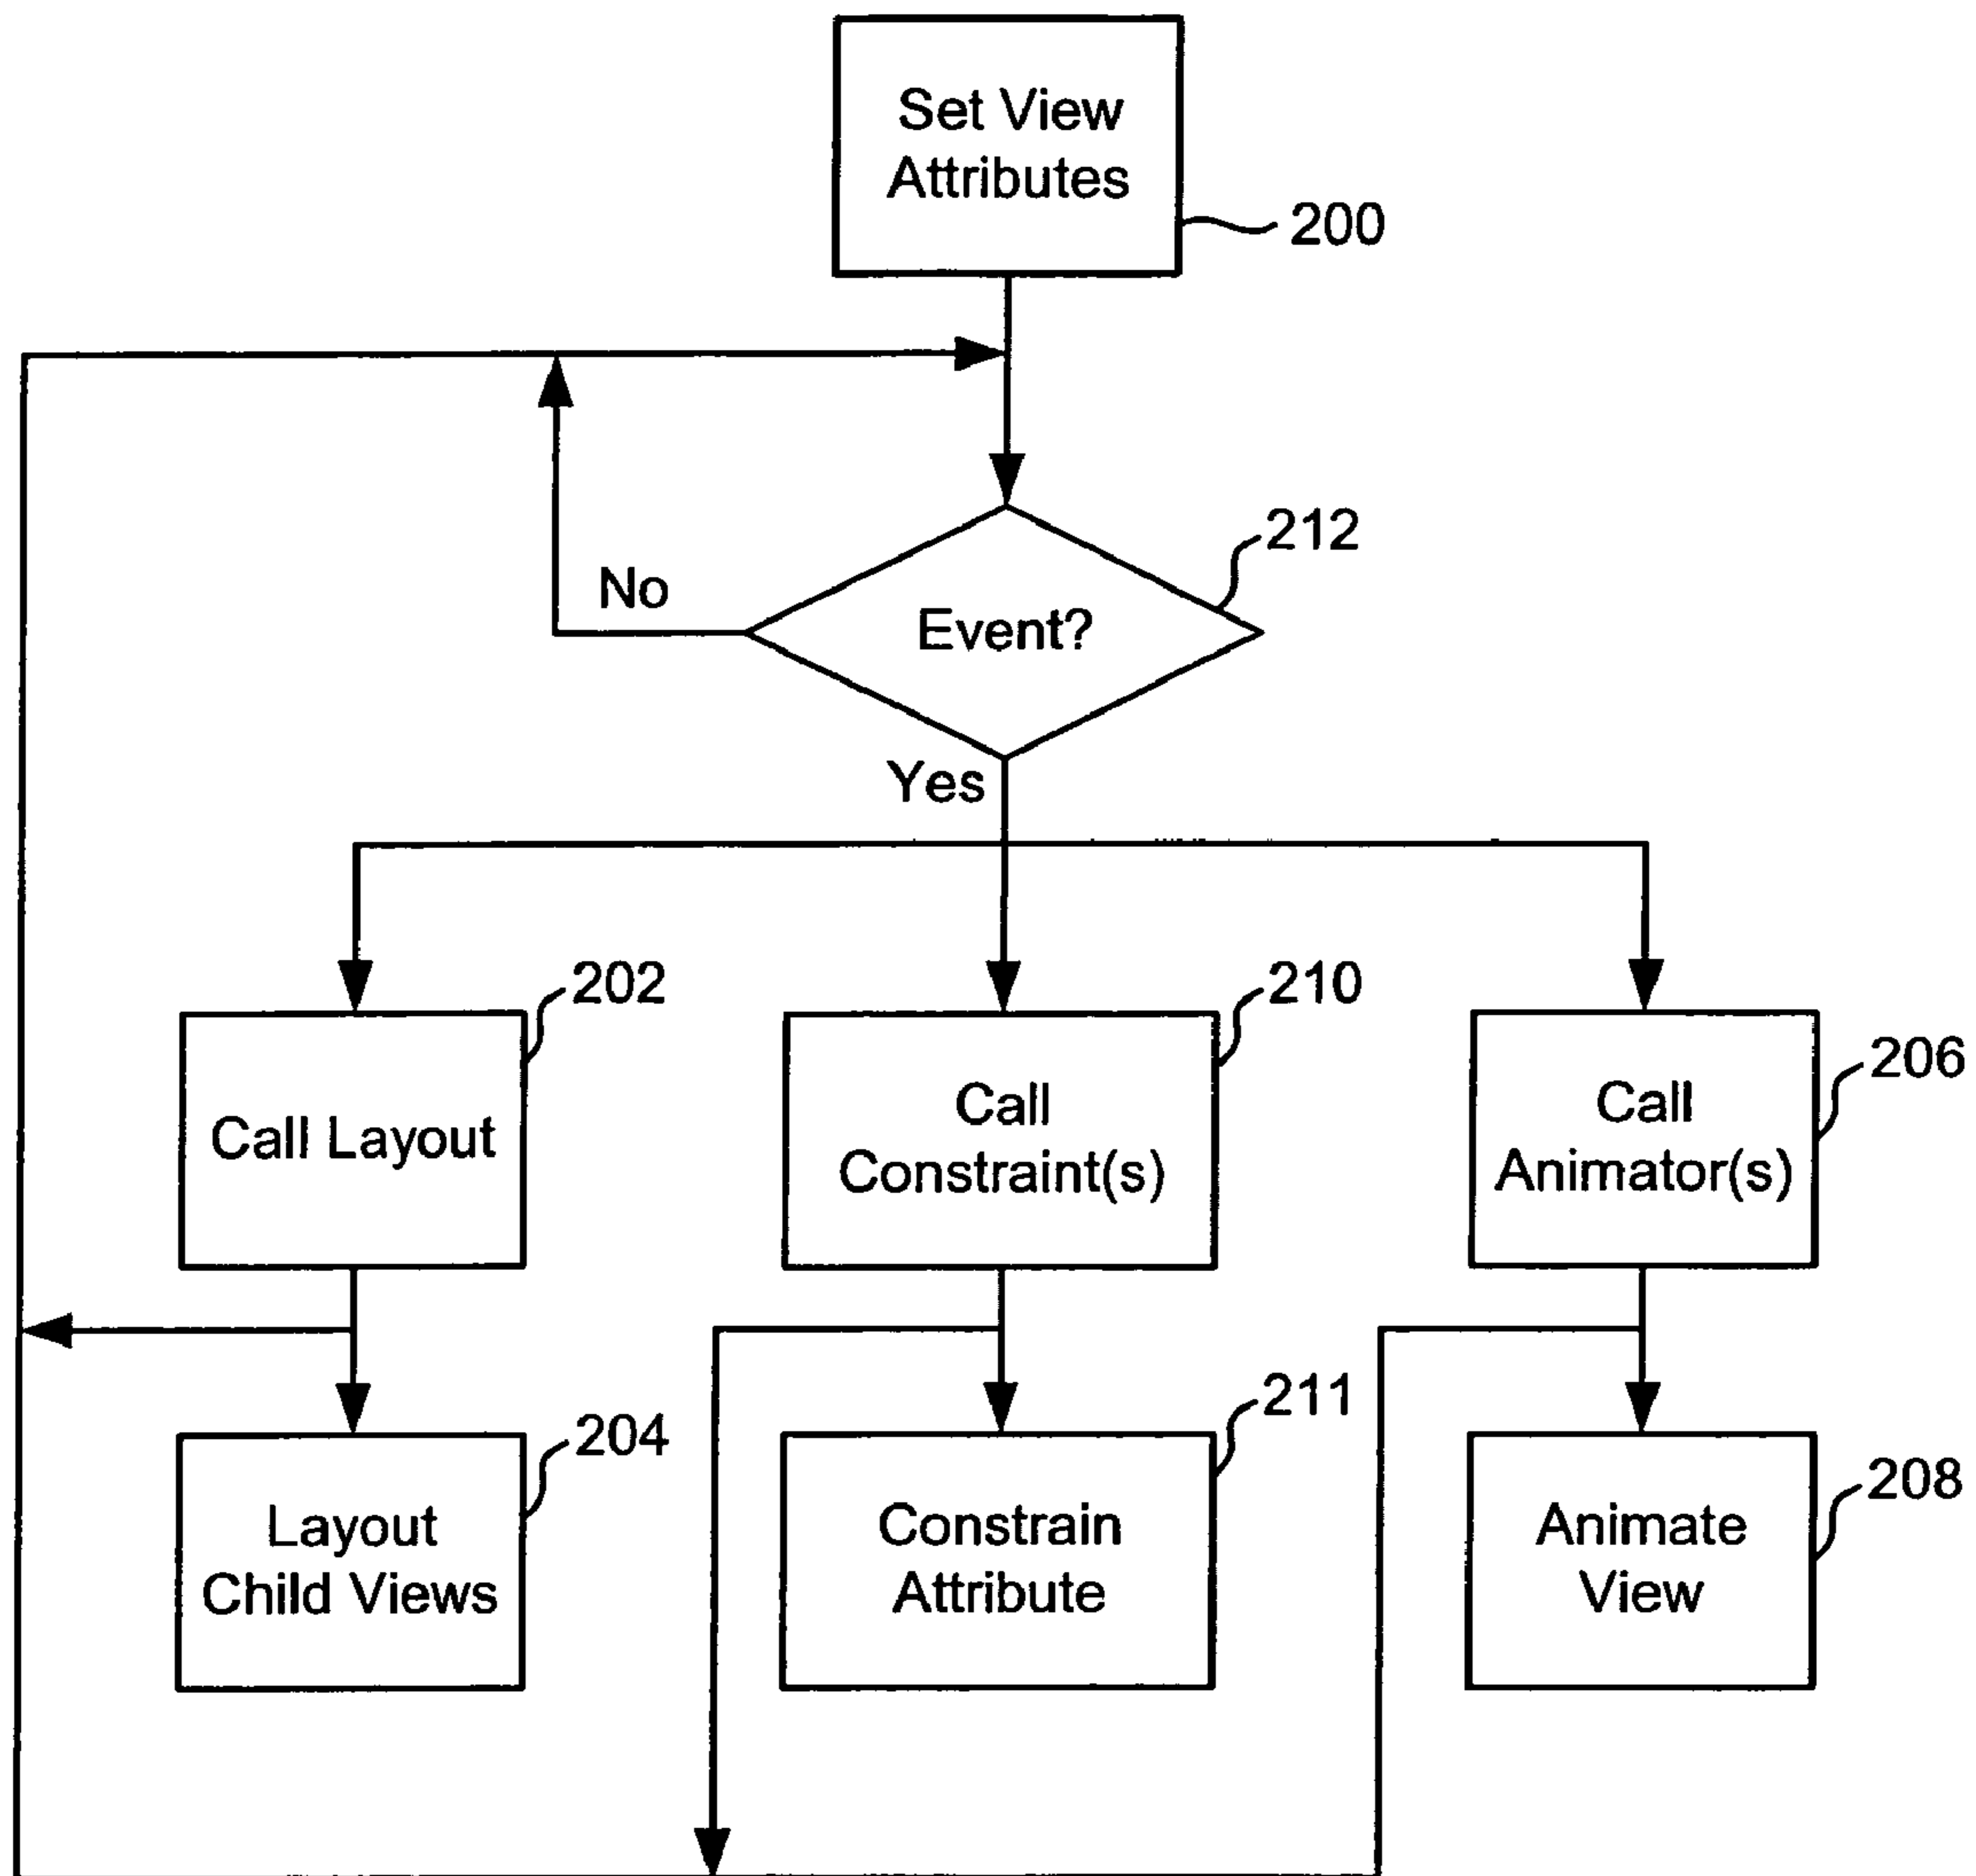 Set View
Attributes
200
212
No
Event?
Yes
202
210
206
Call Layout
Call
Constraint(s)
Call
Animator(s)
204
211
208
Layout
Child Views
Constrain
Attribute
Animate
View